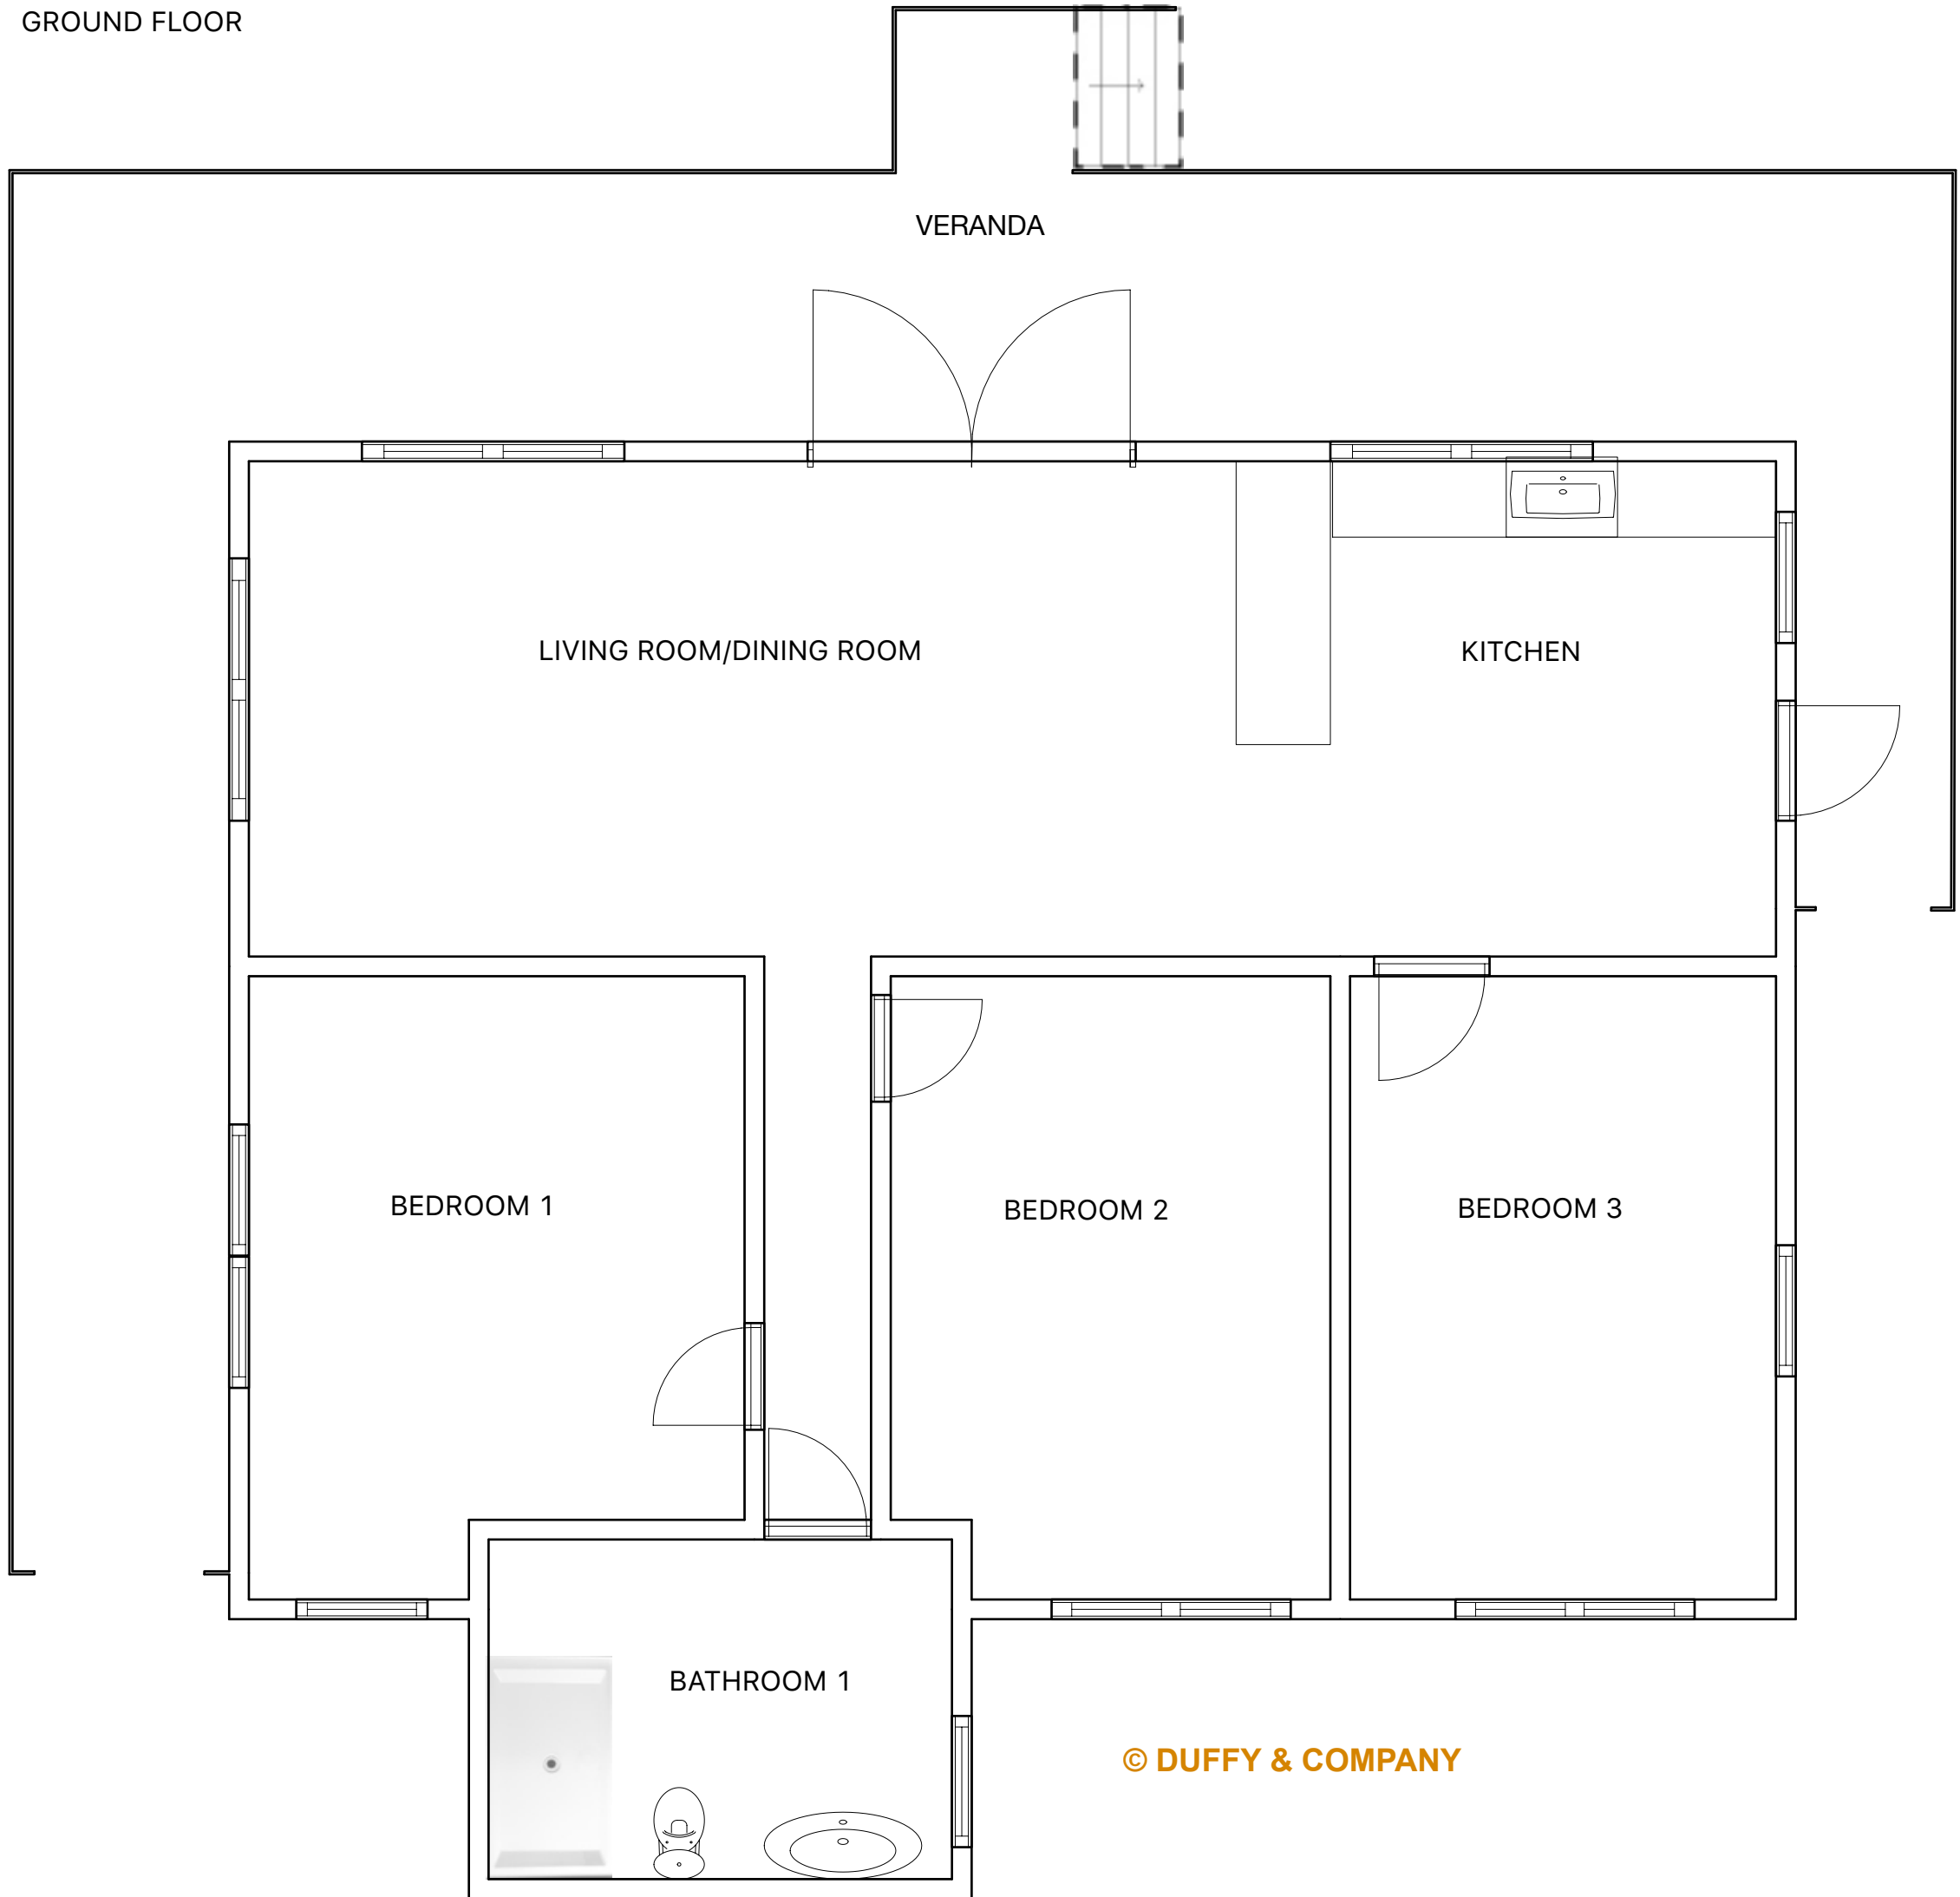 GROUND FLOOR
VERANDA
LIVING ROOM/DINING ROOM
KITCHEN
BEDROOM 1
BEDROOM 2
BEDROOM 3
BATHROOM 1
© DUFFY & COMPANY